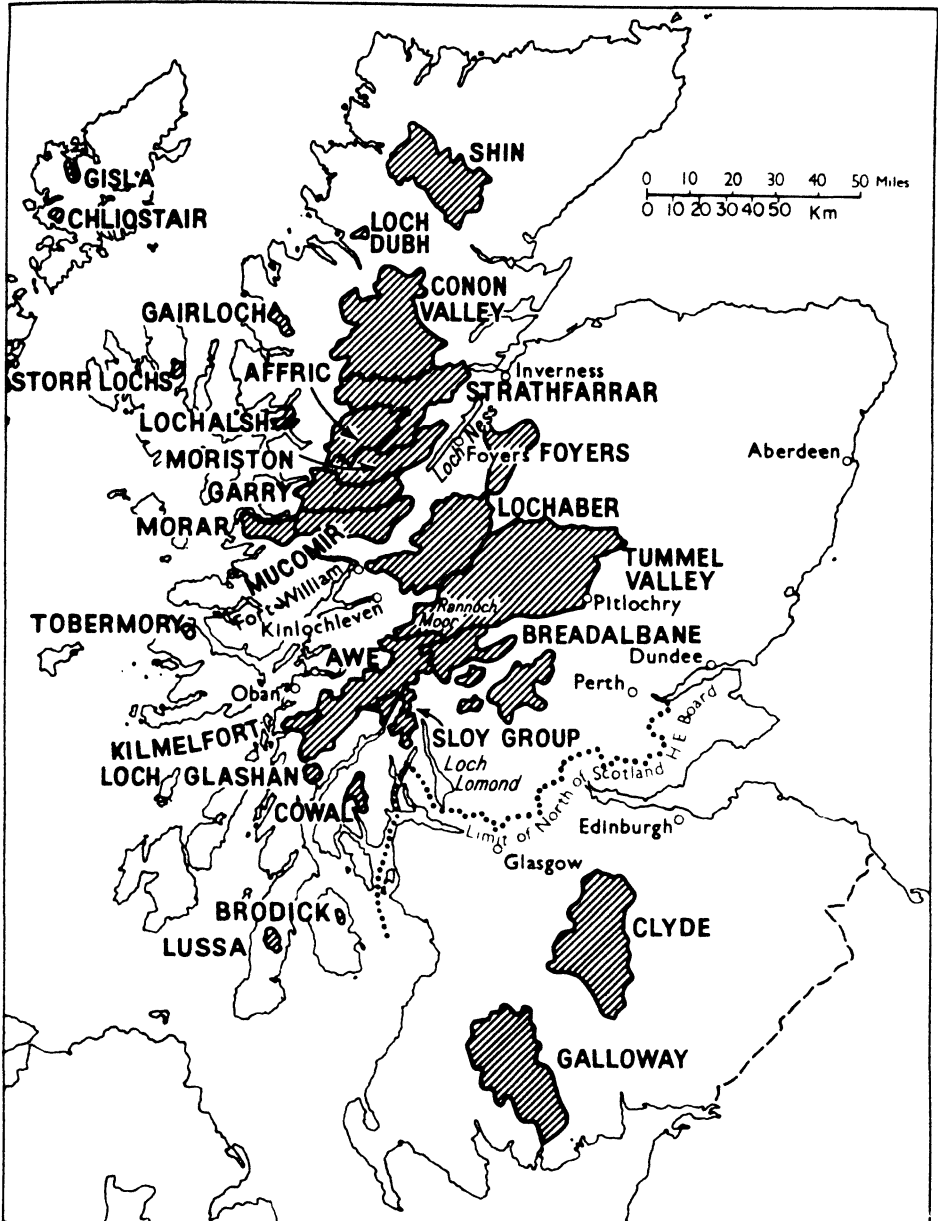 SHIN
GISLA
CHLIOSTAIR
0 10 20 30 40 50 Miles
0 10 20 30 40 50 Km
LOCH
DUBH
CONON
VALLEY
GAIRLOCH
STORR LOCHS
AFFRIC
Inverness
STRATHFARRAR
LOCHALSH
Loch Ness
Foyers
FOYERS
Aberdeen
MORISTON
GARRY
LOCHABER
MORAR
MUCOMIR
TUMMEL
VALLEY
Fort William
Kinlochleven
Rannoch
Moor
Pitlochry
TOBERMORY
BREADALBANE
Dundee
AWE
Oban
Perth
KILMELFORT
SLOY GROUP
LOCH GLASHAN
Loch
Lomond
COWAL
Limit of North of Scotland H E Board
Edinburgh
Glasgow
BRODICK
LUSSA
CLYDE
GALLOWAY